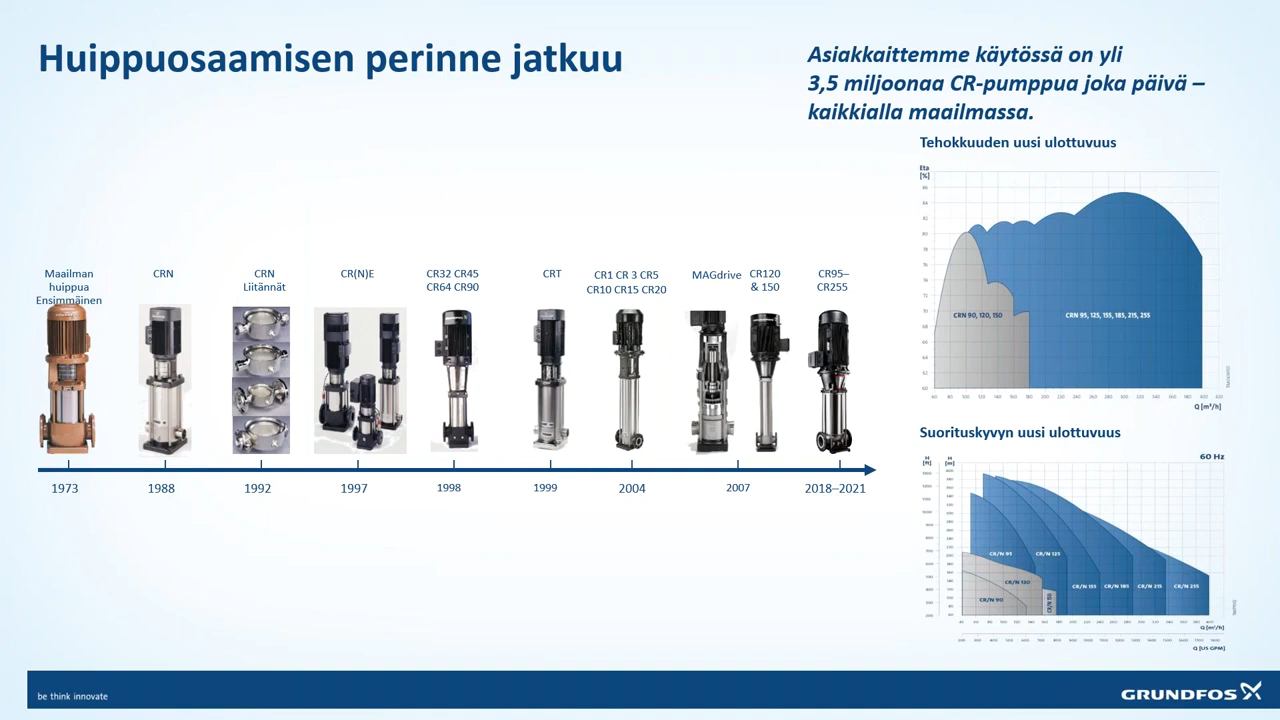 Huippuosaamisen perinne jatkuu
Asiakkaittemme käytössä on yli
3,5 miljoonaa CR-pumppua joka päivä –
kaikkialla maailmassa.
Tehokkuuden uusi ulottuvuus
Eta
[%]
CRN 90, 120, 150
CRN 95, 125, 155, 185, 215, 255
Q [m³/h]
Maailman
huippua
Ensimmäinen
CRN
CRN
Liitännät
CR(N)E
CR32 CR45
CR64 CR90
CRT
CR1 CR 3 CR5
CR10 CR15 CR20
MAGdrive
CR120
& 150
CR95–
CR255
1973
1988
1992
1997
1998
1999
2004
2007
2018–2021
Suorituskyvyn uusi ulottuvuus
H
[ft]
H
[m]
60 Hz
CR/N 95
CR/N 125
CR/N 155
CR/N 185
CR/N 215
CR/N 255
CR/N 120
CR/N 90
Q [m³/h]
Q [US GPM]
be think innovate
GRUNDFOS